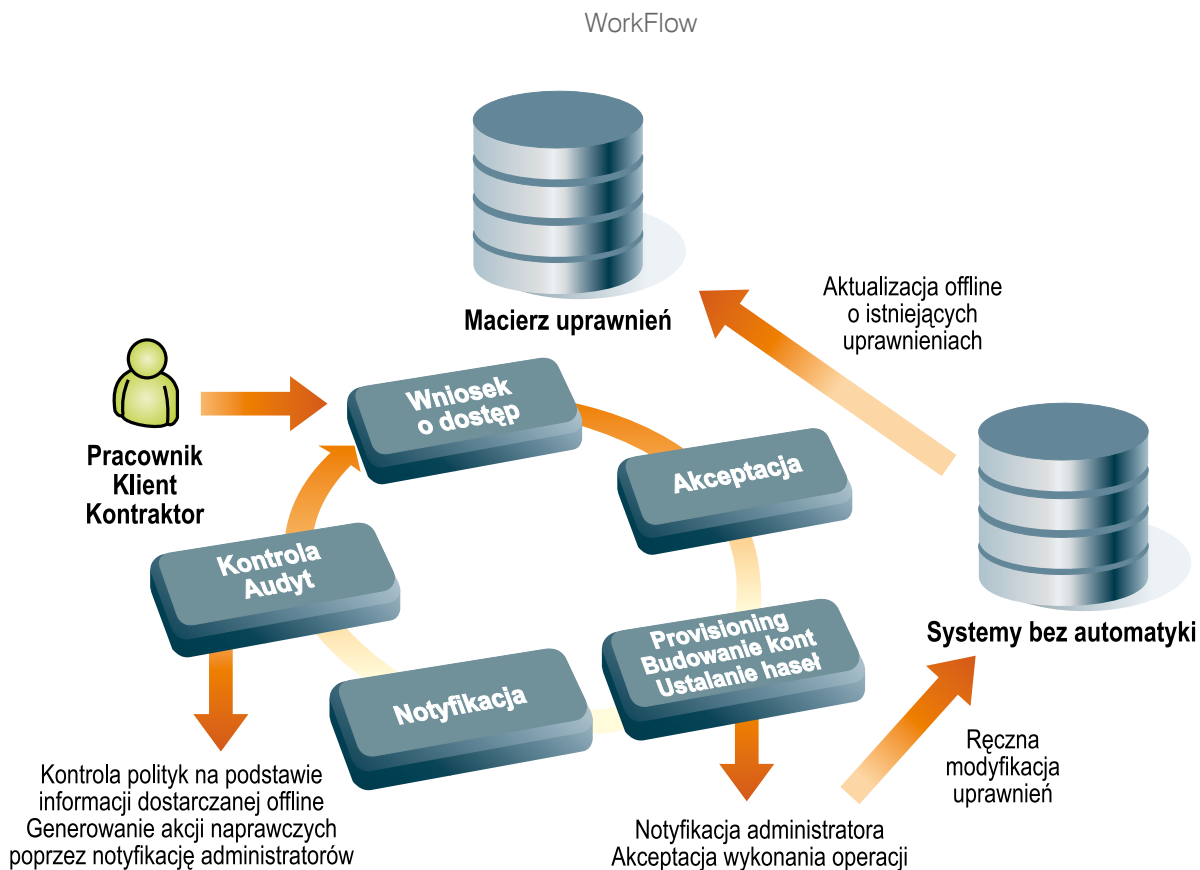 WorkFlow
Macierz uprawnień
Aktualizacja offline
o istniejących
uprawnieniach
Pracownik
Klient
Kontraktor
Wniosek
o dostęp
Akceptacja
Kontrola
Audyt
Provisioning
Budowanie kont
Ustalanie haseł
Notyfikacja
Systemy bez automatyki
Ręczna
modyfikacja
uprawnień
Kontrola polityk na podstawie
informacji dostarczanej offline
Generowanie akcji naprawczych
poprzez notyfikację administratorów
Notyfikacja administratora
Akceptacja wykonania operacji